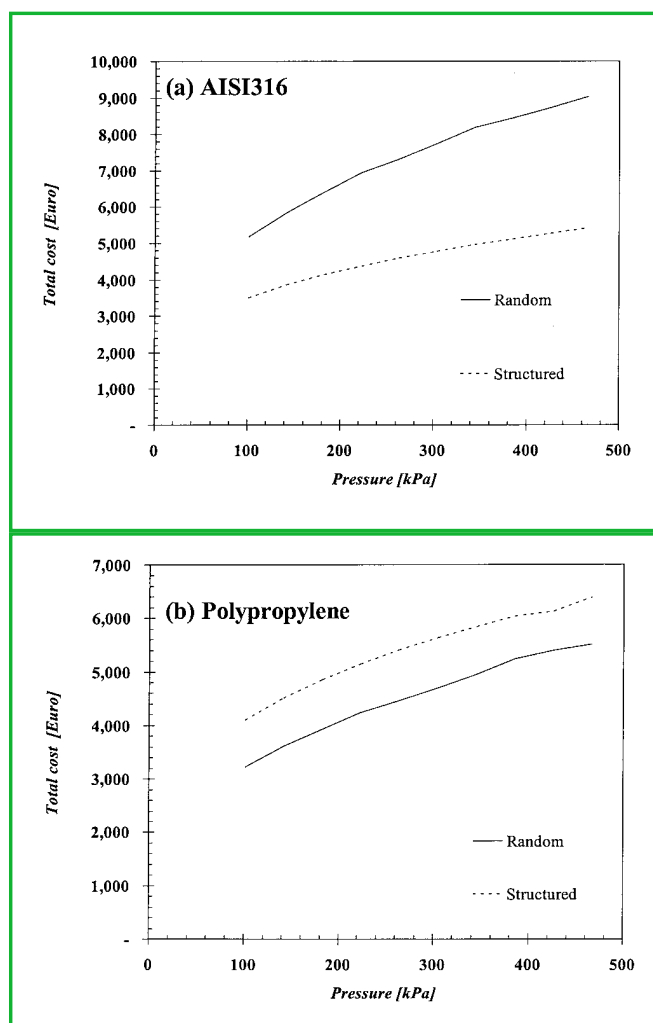 (a) AISI316
10,000
9,000
8,000
7,000
6,000
5,000
4,000
3,000
2,000
1,000
-
Total cost [Euro]
Random
Structured
0 100 200 300 400 500
Pressure [kPa]
(b) Polypropylene
7,000
6,000
5,000
4,000
3,000
2,000
1,000
-
Total cost [Euro]
Random
Structured
0 100 200 300 400 500
Pressure [kPa]